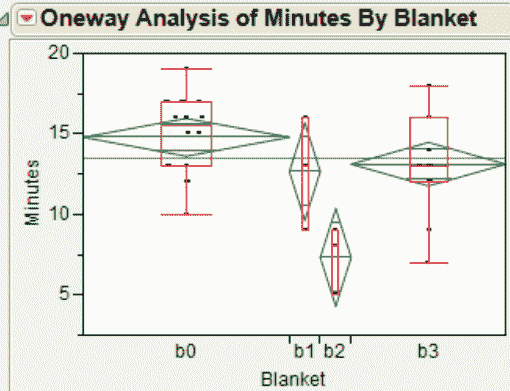 Oneway Analysis of Minutes By Blanket
20
15
10
5
Minutes
b0 b1 b2 b3
Blanket